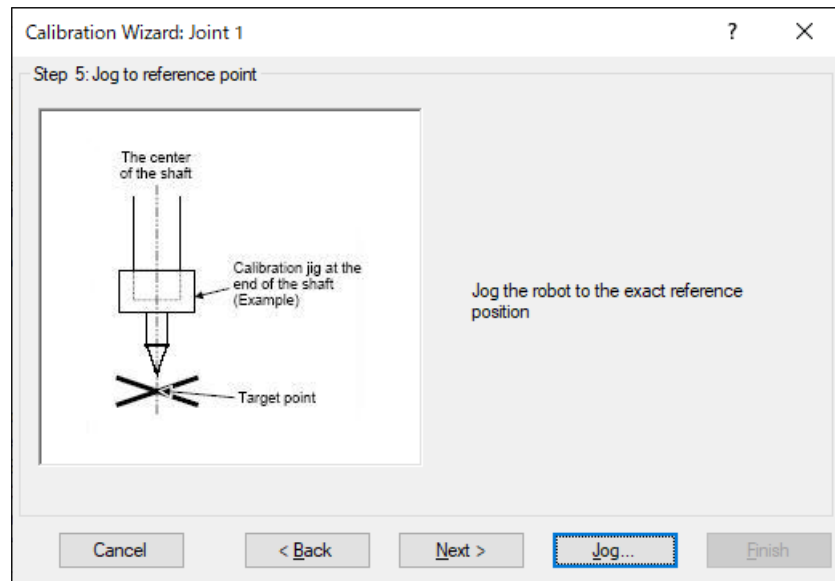 Calibration Wizard: Joint 1
?
Step 5: Jog to reference point
The center
of the shaft
Calibration jig at the
end of the shaft
(Example)
Target point
Jog the robot to the exact reference
position
Cancel
< Back
Next >
Jog...
Finish